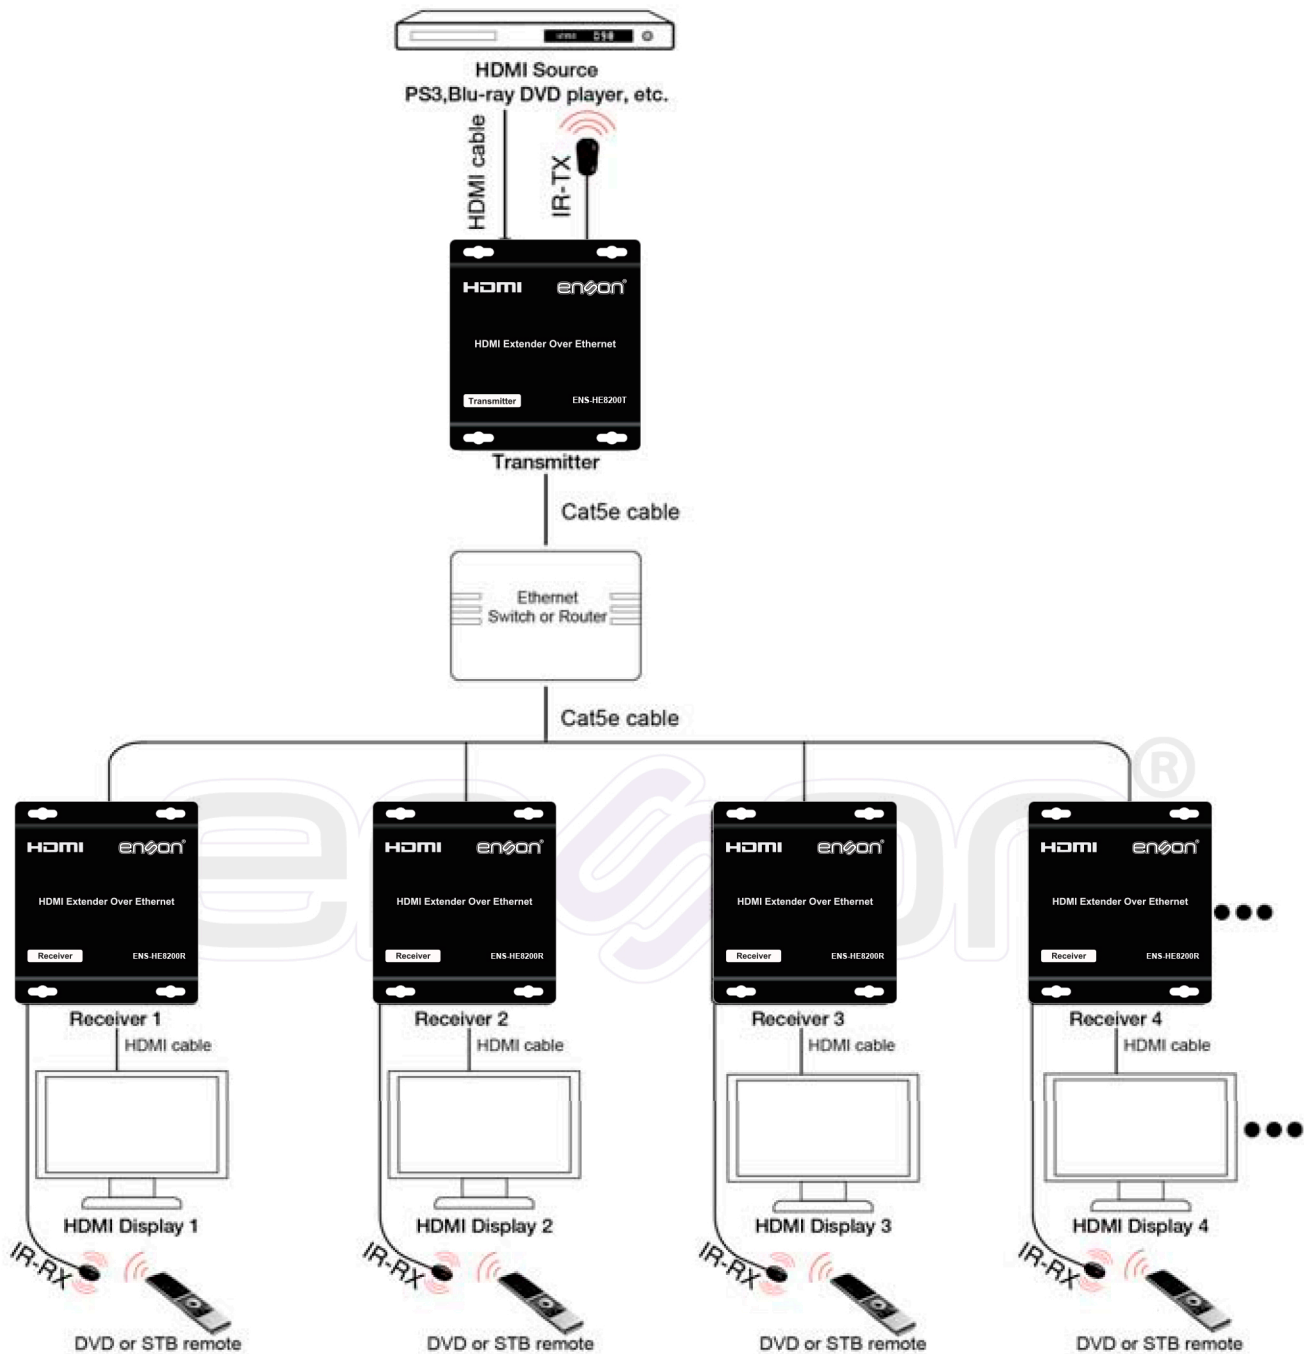 HDMI Source
PS3,Blu-ray DVD player, etc.
HDMI cable
IR-TX
HDMI enson®
HDMI Extender Over Ethernet
Transmitter ENS-HE8200T
Transmitter
Cat5e cable
Ethernet
Switch or Router
Cat5e cable
enson®
HDMI enson®
HDMI Extender Over Ethernet
Receiver ENS-HE8200R
Receiver 1
HDMI cable
HDMI Display 1
IR-RX
DVD or STB remote
HDMI enson®
HDMI Extender Over Ethernet
Receiver ENS-HE8200R
Receiver 2
HDMI cable
HDMI Display 2
IR-RX
DVD or STB remote
HDMI enson®
HDMI Extender Over Ethernet
Receiver ENS-HE8200R
Receiver 3
HDMI cable
HDMI Display 3
IR-RX
DVD or STB remote
HDMI enson®
HDMI Extender Over Ethernet
Receiver ENS-HE8200R
Receiver 4
HDMI cable
HDMI Display 4
IR-RX
DVD or STB remote